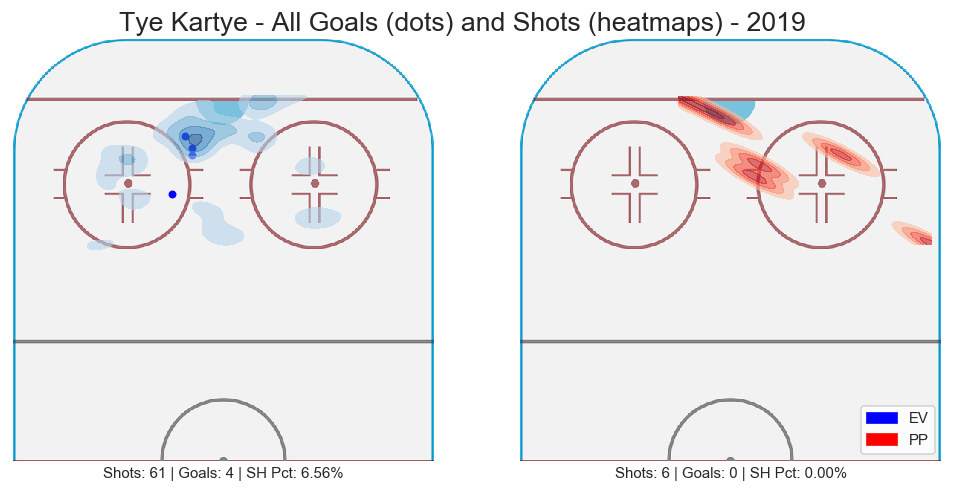 Tye Kartye - All Goals (dots) and Shots (heatmaps) - 2019
EV
PP
Shots: 61 | Goals: 4 | SH Pct: 6.56%
Shots: 6 | Goals: 0 | SH Pct: 0.00%